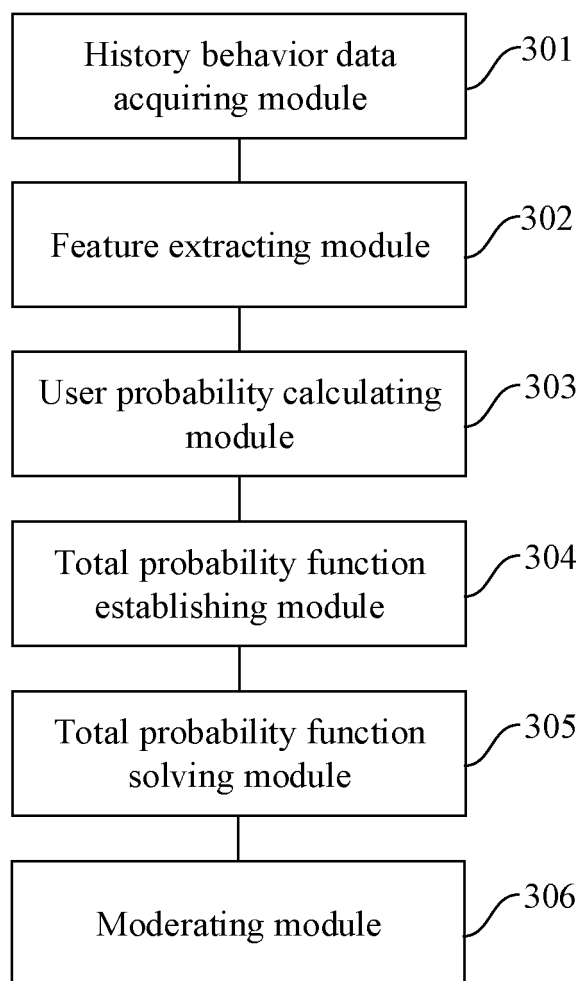 History behavior data
acquiring module
301
Feature extracting module
302
User probability calculating
module
303
Total probability function
establishing module
304
Total probability function
solving module
305
Moderating module
306